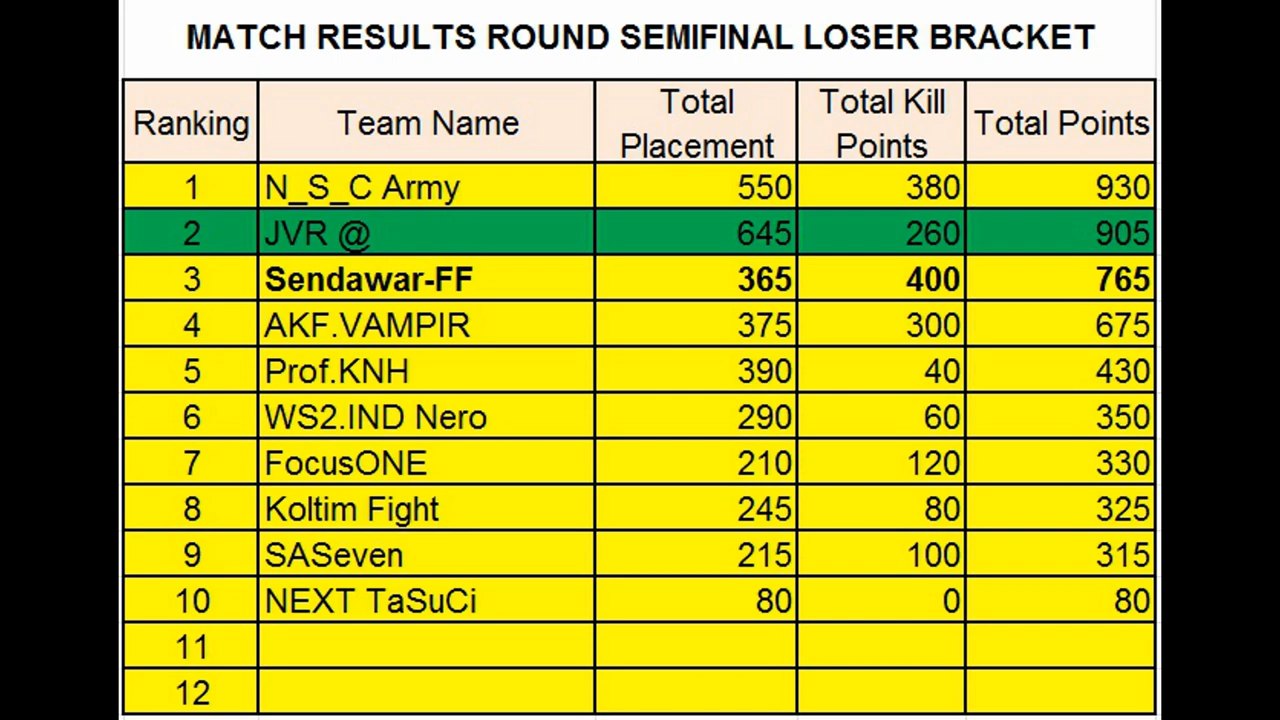 MATCH RESULTS ROUND SEMIFINAL LOSER BRACKET
Ranking Team Name Total Placement Total Kill Points Total Points
1 N_S_C Army 550 380 930
2 JVR @ 645 260 905
3 Sendawar-FF 365 400 765
4 AKF.VAMPIR 375 300 675
5 Prof.KNH 390 40 430
6 WS2.IND Nero 290 60 350
7 FocusONE 210 120 330
8 Koltim Fight 245 80 325
9 SASeven 215 100 315
10 NEXT TaSuCi 80 0 80
11
12